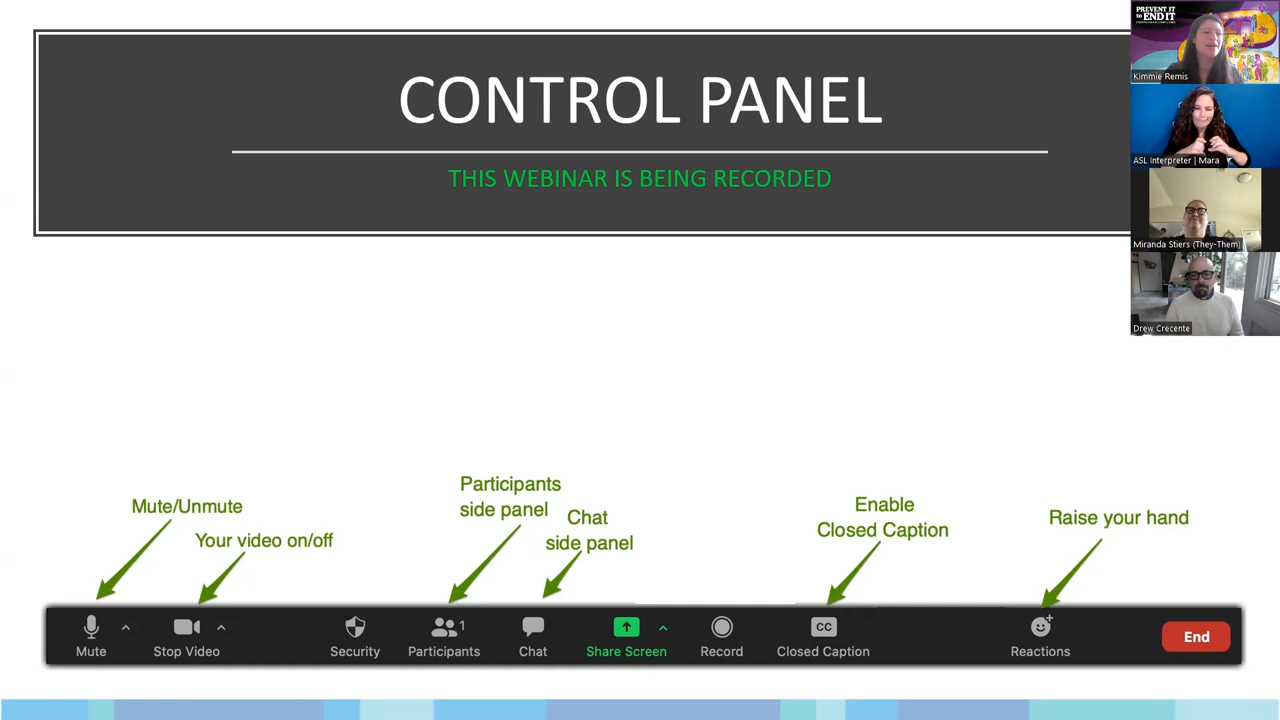 CONTROL PANEL
THIS WEBINAR IS BEING RECORDED
PREVENT IT
to END IT
Kimmie Remis
ASL Interpreter | Mara
Miranda Stiers (They-Them)
Drew Crecente
Mute/Unmute
Your video on/off
Participants
side panel
Chat
side panel
Enable
Closed Caption
Raise your hand
1
CC
Mute
Stop Video
Security
Participants
Chat
Share Screen
Record
Closed Caption
Reactions
End